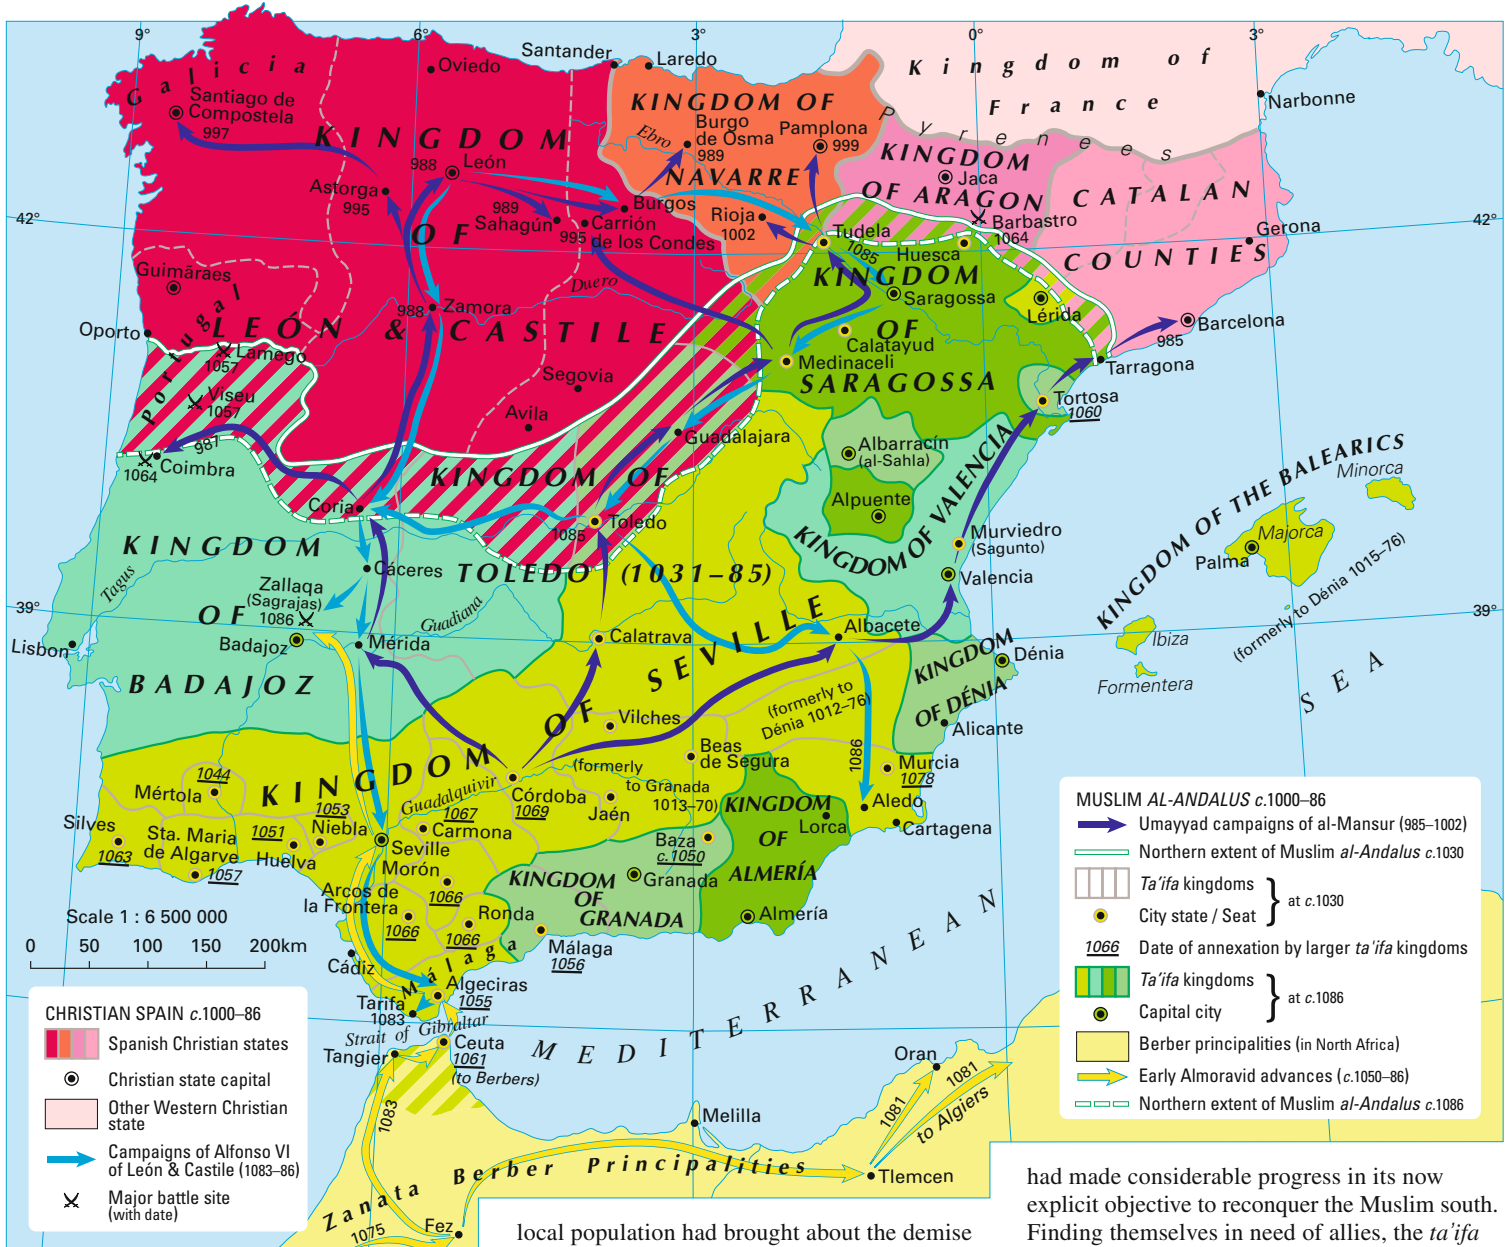 9°
6°
3°
0°
3°
Santander
Laredo
Oviedo
Galicia
Santiago de
Compostela
997
KINGDOM
988
León
Astorga
995
989
Sahagún
995
Carrión
de los Condes
Burgos
OF
KINGDOM OF
Ebro
Burgo
de Osma
989
Pamplona
999
NAVARRE
Rioja
1002
Kingdom of
France
Narbonne
Pyrenees
KINGDOM
Jaca
OF ARAGON
Barbastro
1064
CATALAN
COUNTIES
Gerona
42°
42°
Tudela
1085
Huesca
KINGDOM
Saragossa
OF
Calatayud
Medinaceli
SARAGOSSA
Lérida
Barcelona
985
Tarragona
Tortosa
1060
Guimãraes
Portugal
Duero
988
Zamora
Oporto
LEÓN & CASTILE
Lamego
1057
Viseu
1057
Segovia
Avila
987
Coimbra
1064
Guadalajara
KINGDOM OF
Coria
Toledo
1085
TOLEDO (1031–85)
Albarracín
(al-Sahla)
Alpuente
KINGDOM OF VALENCIA
KINGDOM OF
Murviedro
(Sagunto)
Valencia
KINGDOM OF THE BALEARICS
Minorca
Majorca
Palma
Ibiza
Formentera
(formerly to Dénia 1015–76)
KINGDOM
Tagus
Cáceres
Zallaqa
(Sagrajas)
1086
OF
Badajoz
Guadiana
Mérida
39°
39°
Lisbon
BADAJOZ
Calatrava
Albacete
KINGDOM OF SEVILLE
KINGDOM
OF DÉNIA
Dénia
Alicante
Vilches
(formerly to
Dénia 1012–76)
Beas
de Segura
1086
Murcia
1078
(formerly
to Granada
1013–70)
Córdoba
1069
Jaén
Guadalquivir
1044
Mértola
1053
Niebla
1067
Carmona
Silves
1063
Sta. Maria
de Algarve
1057
1051
Huelva
Seville
Morón
1066
Arcos de
la Frontera
1066
Ronda
1066
KINGDOM
OF
ALMERÍA
Aledo
Lorca
Cartagena
Baza
c.1050
Granada
KINGDOM
OF
GRANADA
Almería
Málaga
1056
Málaga
Cádiz
Algeciras
1055
Tarifa
1083
Strait of Gibraltar
Ceuta
1061
(to Berbers)
Tangier
1083
MEDITERRANEAN
SEA
Oran
1081
1081
to Algiers
Melilla
Tlemcen
Zanata Berber Principalities
Fez
1075
Scale 1 : 6 500 000
0 50 100 150 200km
CHRISTIAN SPAIN c.1000–86
Spanish Christian states
Christian state capital
Other Western Christian
state
Campaigns of Alfonso VI
of León & Castile (1083–86)
Major battle site
(with date)
MUSLIM AL-ANDALUS c.1000–86
Umayyad campaigns of al-Mansur (985–1002)
Northern extent of Muslim al-Andalus c.1030
Ta'ifa kingdoms
City state / Seat
at c.1030
1066 Date of annexation by larger ta'ifa kingdoms
Ta'ifa kingdoms
Capital city
at c.1086
Berber principalities (in North Africa)
Early Almoravid advances (c.1050–86)
Northern extent of Muslim al-Andalus c.1086
local population had brought about the demise
had made considerable progress in its now
explicit objective to reconquer the Muslim south.
Finding themselves in need of allies, the ta'ifa